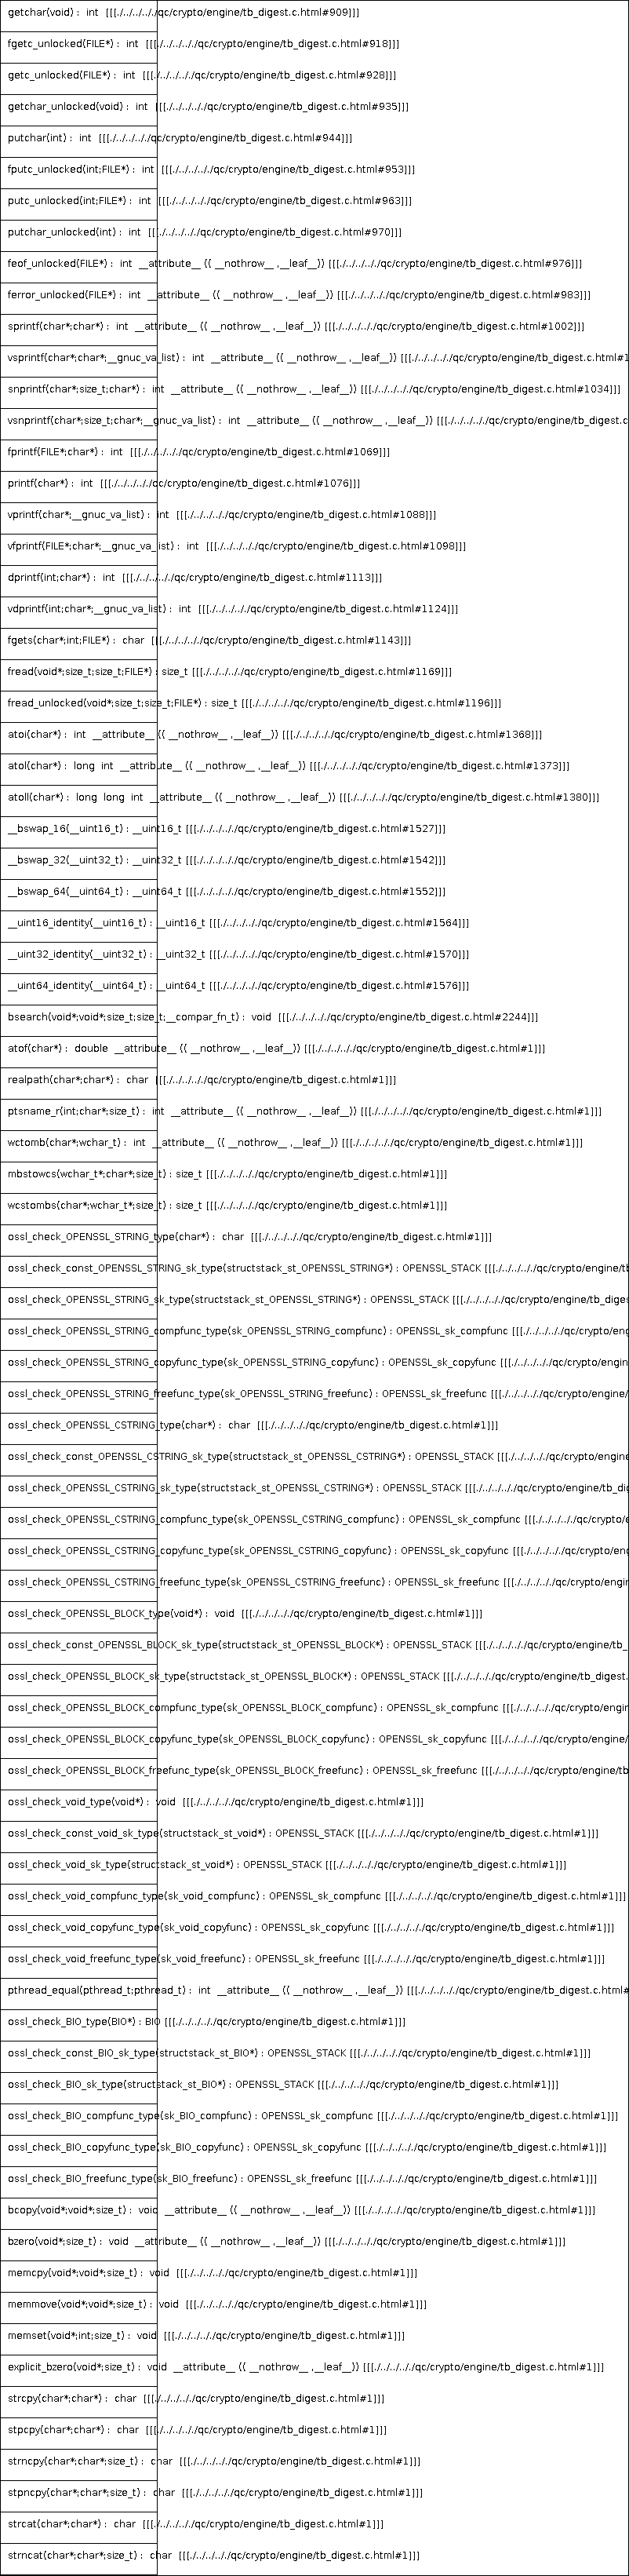 getchar(void) : int [[[./../../../qc/crypto/engine/tb_digest.c.html#909]]]
fgetc_unlocked(FILE*) : int [[[./../../../qc/crypto/engine/tb_digest.c.html#918]]]
getc_unlocked(FILE*) : int [[[./../../../qc/crypto/engine/tb_digest.c.html#928]]]
getchar_unlocked(void) : int [[[./../../../qc/crypto/engine/tb_digest.c.html#935]]]
putchar(int) : int [[[./../../../qc/crypto/engine/tb_digest.c.html#944]]]
fputc_unlocked(int;FILE*) : int [[[./../../../qc/crypto/engine/tb_digest.c.html#953]]]
putc_unlocked(int;FILE*) : int [[[./../../../qc/crypto/engine/tb_digest.c.html#963]]]
putchar_unlocked(int) : int [[[./../../../qc/crypto/engine/tb_digest.c.html#970]]]
feof_unlocked(FILE*) : int __attribute__ (( __nothrow__ ,__leaf__)) [[[./../../../qc/crypto/engine/tb_digest.c.html#976]]]
ferror_unlocked(FILE*) : int __attribute__ (( __nothrow__ ,__leaf__)) [[[./../../../qc/crypto/engine/tb_digest.c.html#983]]]
sprintf(char*;char*) : int __attribute__ (( __nothrow__ ,__leaf__)) [[[./../../../qc/crypto/engine/tb_digest.c.html#1002]]]
vsprintf(char*;char*;__gnuc_va_list) : int __attribute__ (( __nothrow__ ,__leaf__)) [[[./../../../qc/crypto/engine/tb_digest.c.html#1
snprintf(char*;size_t;char*) : int __attribute__ (( __nothrow__ ,__leaf__)) [[[./../../../qc/crypto/engine/tb_digest.c.html#1034]]]
vsnprintf(char*;size_t;char*;__gnuc_va_list) : int __attribute__ (( __nothrow__ ,__leaf__)) [[[./../../../qc/crypto/engine/tb_digest.c
fprintf(FILE*;char*) : int [[[./../../../qc/crypto/engine/tb_digest.c.html#1069]]]
printf(char*) : int [[[./../../../qc/crypto/engine/tb_digest.c.html#1076]]]
vprintf(char*;__gnuc_va_list) : int [[[./../../../qc/crypto/engine/tb_digest.c.html#1088]]]
vfprintf(FILE*;char*;__gnuc_va_list) : int [[[./../../../qc/crypto/engine/tb_digest.c.html#1098]]]
dprintf(int;char*) : int [[[./../../../qc/crypto/engine/tb_digest.c.html#1113]]]
vdprintf(int;char*;__gnuc_va_list) : int [[[./../../../qc/crypto/engine/tb_digest.c.html#1124]]]
fgets(char*;int;FILE*) : char [[[./../../../qc/crypto/engine/tb_digest.c.html#1143]]]
fread(void*;size_t;size_t;FILE*) : size_t [[[./../../../qc/crypto/engine/tb_digest.c.html#1169]]]
fread_unlocked(void*;size_t;size_t;FILE*) : size_t [[[./../../../qc/crypto/engine/tb_digest.c.html#1196]]]
atoi(char*) : int __attribute__ (( __nothrow__ ,__leaf__)) [[[./../../../qc/crypto/engine/tb_digest.c.html#1368]]]
atol(char*) : long int __attribute__ (( __nothrow__ ,__leaf__)) [[[./../../../qc/crypto/engine/tb_digest.c.html#1373]]]
atoll(char*) : long long int __attribute__ (( __nothrow__ ,__leaf__)) [[[./../../../qc/crypto/engine/tb_digest.c.html#1380]]]
__bswap_16(__uint16_t) : __uint16_t [[[./../../../qc/crypto/engine/tb_digest.c.html#1527]]]
__bswap_32(__uint32_t) : __uint32_t [[[./../../../qc/crypto/engine/tb_digest.c.html#1542]]]
__bswap_64(__uint64_t) : __uint64_t [[[./../../../qc/crypto/engine/tb_digest.c.html#1552]]]
__uint16_identity(__uint16_t) : __uint16_t [[[./../../../qc/crypto/engine/tb_digest.c.html#1564]]]
__uint32_identity(__uint32_t) : __uint32_t [[[./../../../qc/crypto/engine/tb_digest.c.html#1570]]]
__uint64_identity(__uint64_t) : __uint64_t [[[./../../../qc/crypto/engine/tb_digest.c.html#1576]]]
bsearch(void*;void*;size_t;size_t;__compar_fn_t) : void [[[./../../../qc/crypto/engine/tb_digest.c.html#2244]]]
atof(char*) : double __attribute__ (( __nothrow__ ,__leaf__)) [[[./../../../qc/crypto/engine/tb_digest.c.html#1]]]
realpath(char*;char*) : char [[[./../../../qc/crypto/engine/tb_digest.c.html#1]]]
ptsname_r(int;char*;size_t) : int __attribute__ (( __nothrow__ ,__leaf__)) [[[./../../../qc/crypto/engine/tb_digest.c.html#1]]]
wctomb(char*;wchar_t) : int __attribute__ (( __nothrow__ ,__leaf__)) [[[./../../../qc/crypto/engine/tb_digest.c.html#1]]]
mbstowcs(wchar_t*;char*;size_t) : size_t [[[./../../../qc/crypto/engine/tb_digest.c.html#1]]]
wcstombs(char*;wchar_t*;size_t) : size_t [[[./../../../qc/crypto/engine/tb_digest.c.html#1]]]
ossl_check_OPENSSL_STRING_type(char*) : char [[[./../../../qc/crypto/engine/tb_digest.c.html#1]]]
ossl_check_const_OPENSSL_STRING_sk_type(structstack_st_OPENSSL_STRING*) : OPENSSL_STACK [[[./../../../qc/crypto/engine/tb
ossl_check_OPENSSL_STRING_sk_type(structstack_st_OPENSSL_STRING*) : OPENSSL_STACK [[[./../../../qc/crypto/engine/tb_diges
ossl_check_OPENSSL_STRING_compfunc_type(sk_OPENSSL_STRING_compfunc) : OPENSSL_sk_compfunc [[[./../../../qc/crypto/eng
ossl_check_OPENSSL_STRING_copyfunc_type(sk_OPENSSL_STRING_copyfunc) : OPENSSL_sk_copyfunc [[[./../../../qc/crypto/engin
ossl_check_OPENSSL_STRING_freefunc_type(sk_OPENSSL_STRING_freefunc) : OPENSSL_sk_freefunc [[[./../../../qc/crypto/engine/
ossl_check_OPENSSL_CSTRING_type(char*) : char [[[./../../../qc/crypto/engine/tb_digest.c.html#1]]]
ossl_check_const_OPENSSL_CSTRING_sk_type(structstack_st_OPENSSL_CSTRING*) : OPENSSL_STACK [[[./../../../qc/crypto/engine
ossl_check_OPENSSL_CSTRING_sk_type(structstack_st_OPENSSL_CSTRING*) : OPENSSL_STACK [[[./../../../qc/crypto/engine/tb_dig
ossl_check_OPENSSL_CSTRING_compfunc_type(sk_OPENSSL_CSTRING_compfunc) : OPENSSL_sk_compfunc [[[./../../../qc/crypto/e
ossl_check_OPENSSL_CSTRING_copyfunc_type(sk_OPENSSL_CSTRING_copyfunc) : OPENSSL_sk_copyfunc [[[./../../../qc/crypto/eng
ossl_check_OPENSSL_CSTRING_freefunc_type(sk_OPENSSL_CSTRING_freefunc) : OPENSSL_sk_freefunc [[[./../../../qc/crypto/engin
ossl_check_OPENSSL_BLOCK_type(void*) : void [[[./../../../qc/crypto/engine/tb_digest.c.html#1]]]
ossl_check_const_OPENSSL_BLOCK_sk_type(structstack_st_OPENSSL_BLOCK*) : OPENSSL_STACK [[[./../../../qc/crypto/engine/tb_
ossl_check_OPENSSL_BLOCK_sk_type(structstack_st_OPENSSL_BLOCK*) : OPENSSL_STACK [[[./../../../qc/crypto/engine/tb_digest.
ossl_check_OPENSSL_BLOCK_compfunc_type(sk_OPENSSL_BLOCK_compfunc) : OPENSSL_sk_compfunc [[[./../../../qc/crypto/engin
ossl_check_OPENSSL_BLOCK_copyfunc_type(sk_OPENSSL_BLOCK_copyfunc) : OPENSSL_sk_copyfunc [[[./../../../qc/crypto/engine/
ossl_check_OPENSSL_BLOCK_freefunc_type(sk_OPENSSL_BLOCK_freefunc) : OPENSSL_sk_freefunc [[[./../../../qc/crypto/engine/tb
ossl_check_void_type(void*) : void [[[./../../../qc/crypto/engine/tb_digest.c.html#1]]]
ossl_check_const_void_sk_type(structstack_st_void*) : OPENSSL_STACK [[[./../../../qc/crypto/engine/tb_digest.c.html#1]]]
ossl_check_void_sk_type(structstack_st_void*) : OPENSSL_STACK [[[./../../../qc/crypto/engine/tb_digest.c.html#1]]]
ossl_check_void_compfunc_type(sk_void_compfunc) : OPENSSL_sk_compfunc [[[./../../../qc/crypto/engine/tb_digest.c.html#1]]]
ossl_check_void_copyfunc_type(sk_void_copyfunc) : OPENSSL_sk_copyfunc [[[./../../../qc/crypto/engine/tb_digest.c.html#1]]]
ossl_check_void_freefunc_type(sk_void_freefunc) : OPENSSL_sk_freefunc [[[./../../../qc/crypto/engine/tb_digest.c.html#1]]]
pthread_equal(pthread_t;pthread_t) : int __attribute__ (( __nothrow__ ,__leaf__)) [[[./../../../qc/crypto/engine/tb_digest.c.html#
ossl_check_BIO_type(BIO*) : BIO [[[./../../../qc/crypto/engine/tb_digest.c.html#1]]]
ossl_check_const_BIO_sk_type(structstack_st_BIO*) : OPENSSL_STACK [[[./../../../qc/crypto/engine/tb_digest.c.html#1]]]
ossl_check_BIO_sk_type(structstack_st_BIO*) : OPENSSL_STACK [[[./../../../qc/crypto/engine/tb_digest.c.html#1]]]
ossl_check_BIO_compfunc_type(sk_BIO_compfunc) : OPENSSL_sk_compfunc [[[./../../../qc/crypto/engine/tb_digest.c.html#1]]]
ossl_check_BIO_copyfunc_type(sk_BIO_copyfunc) : OPENSSL_sk_copyfunc [[[./../../../qc/crypto/engine/tb_digest.c.html#1]]]
ossl_check_BIO_freefunc_type(sk_BIO_freefunc) : OPENSSL_sk_freefunc [[[./../../../qc/crypto/engine/tb_digest.c.html#1]]]
bcopy(void*;void*;size_t) : void __attribute__ (( __nothrow__ ,__leaf__)) [[[./../../../qc/crypto/engine/tb_digest.c.html#1]]]
bzero(void*;size_t) : void __attribute__ (( __nothrow__ ,__leaf__)) [[[./../../../qc/crypto/engine/tb_digest.c.html#1]]]
memcpy(void*;void*;size_t) : void [[[./../../../qc/crypto/engine/tb_digest.c.html#1]]]
memmove(void*;void*;size_t) : void [[[./../../../qc/crypto/engine/tb_digest.c.html#1]]]
memset(void*;int;size_t) : void [[[./../../../qc/crypto/engine/tb_digest.c.html#1]]]
explicit_bzero(void*;size_t) : void __attribute__ (( __nothrow__ ,__leaf__)) [[[./../../../qc/crypto/engine/tb_digest.c.html#1]]]
strcpy(char*;char*) : char [[[./../../../qc/crypto/engine/tb_digest.c.html#1]]]
stpcpy(char*;char*) : char [[[./../../../qc/crypto/engine/tb_digest.c.html#1]]]
strncpy(char*;char*;size_t) : char [[[./../../../qc/crypto/engine/tb_digest.c.html#1]]]
stpncpy(char*;char*;size_t) : char [[[./../../../qc/crypto/engine/tb_digest.c.html#1]]]
strcat(char*;char*) : char [[[./../../../qc/crypto/engine/tb_digest.c.html#1]]]
strncat(char*;char*;size_t) : char [[[./../../../qc/crypto/engine/tb_digest.c.html#1]]]